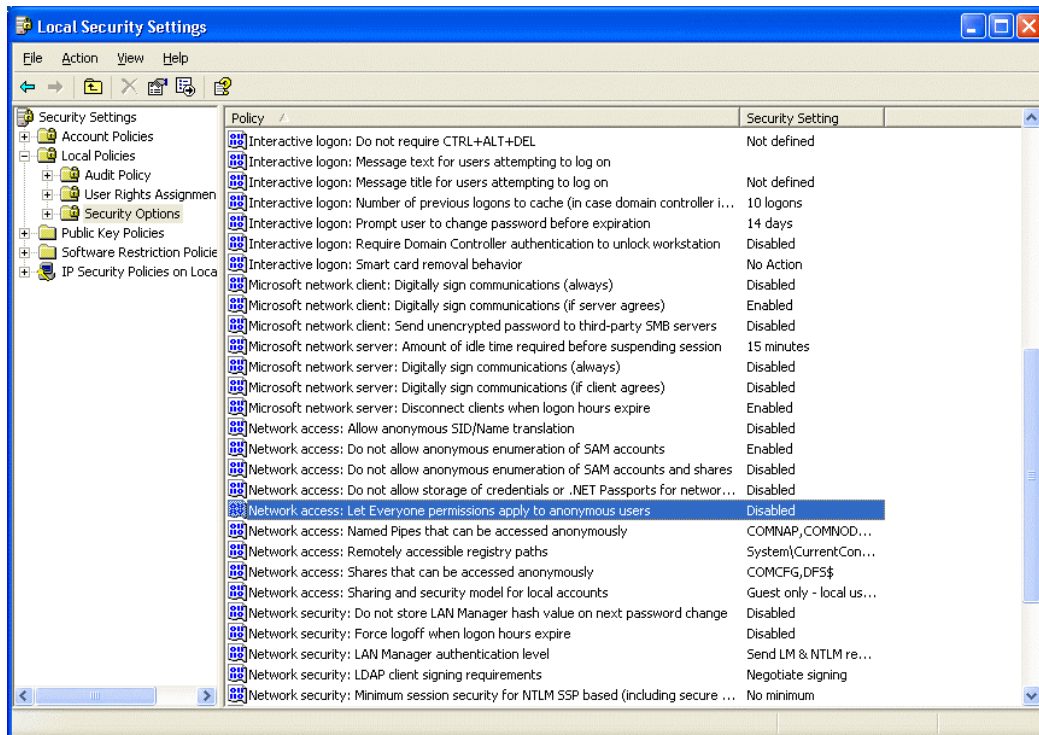 Local Security Settings
File Action View Help
Security Settings
Account Policies
Local Policies
Audit Policy
User Rights Assignmen
Security Options
Public Key Policies
Software Restriction Policie
IP Security Policies on Loca
Policy Security Setting
Interactive logon: Do not require CTRL+ALT+DEL Not defined
Interactive logon: Message text for users attempting to log on
Interactive logon: Message title for users attempting to log on Not defined
Interactive logon: Number of previous logons to cache (in case domain controller i... 10 logons
Interactive logon: Prompt user to change password before expiration 14 days
Interactive logon: Require Domain Controller authentication to unlock workstation Disabled
Interactive logon: Smart card removal behavior No Action
Microsoft network client: Digitally sign communications (always) Disabled
Microsoft network client: Digitally sign communications (if server agrees) Enabled
Microsoft network client: Send unencrypted password to third-party SMB servers Disabled
Microsoft network server: Amount of idle time required before suspending session 15 minutes
Microsoft network server: Digitally sign communications (always) Disabled
Microsoft network server: Digitally sign communications (if client agrees) Disabled
Microsoft network server: Disconnect clients when logon hours expire Enabled
Network access: Allow anonymous SID/Name translation Disabled
Network access: Do not allow anonymous enumeration of SAM accounts Enabled
Network access: Do not allow anonymous enumeration of SAM accounts and shares Disabled
Network access: Do not allow storage of credentials or .NET Passports for networ... Disabled
Network access: Let Everyone permissions apply to anonymous users Disabled
Network access: Named Pipes that can be accessed anonymously COMNAP,COMNOD...
Network access: Remotely accessible registry paths System\CurrentCon...
Network access: Shares that can be accessed anonymously COMCFG,DFS$
Network access: Sharing and security model for local accounts Guest only - local us...
Network security: Do not store LAN Manager hash value on next password change Disabled
Network security: Force logoff when logon hours expire Disabled
Network security: LAN Manager authentication level Send LM & NTLM re...
Network security: LDAP client signing requirements Negotiate signing
Network security: Minimum session security for NTLM SSP based (including secure ... No minimum